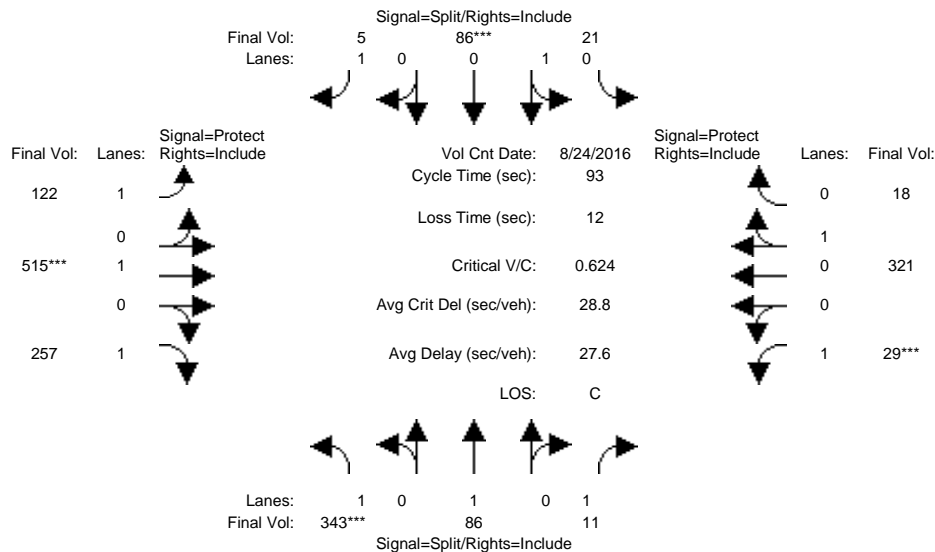 Signal=Split/Rights=Include
Final Vol: 5 86*** 21
Lanes: 1 0 0 1 0
Signal=Protect Signal=Protect
Final Vol: Lanes: Rights=Include Vol Cnt Date: 8/24/2016 Rights=Include Lanes: Final Vol:
Cycle Time (sec): 93
122 1 0 18
Loss Time (sec): 12
0 1
515*** 1 Critical V/C: 0.624 0 321
0 Avg Crit Del (sec/veh): 28.8 0
257 1 Avg Delay (sec/veh): 27.6 1 29***
LOS: C
Lanes: 1 0 1 0 1
Final Vol: 343*** 86 11
Signal=Split/Rights=Include